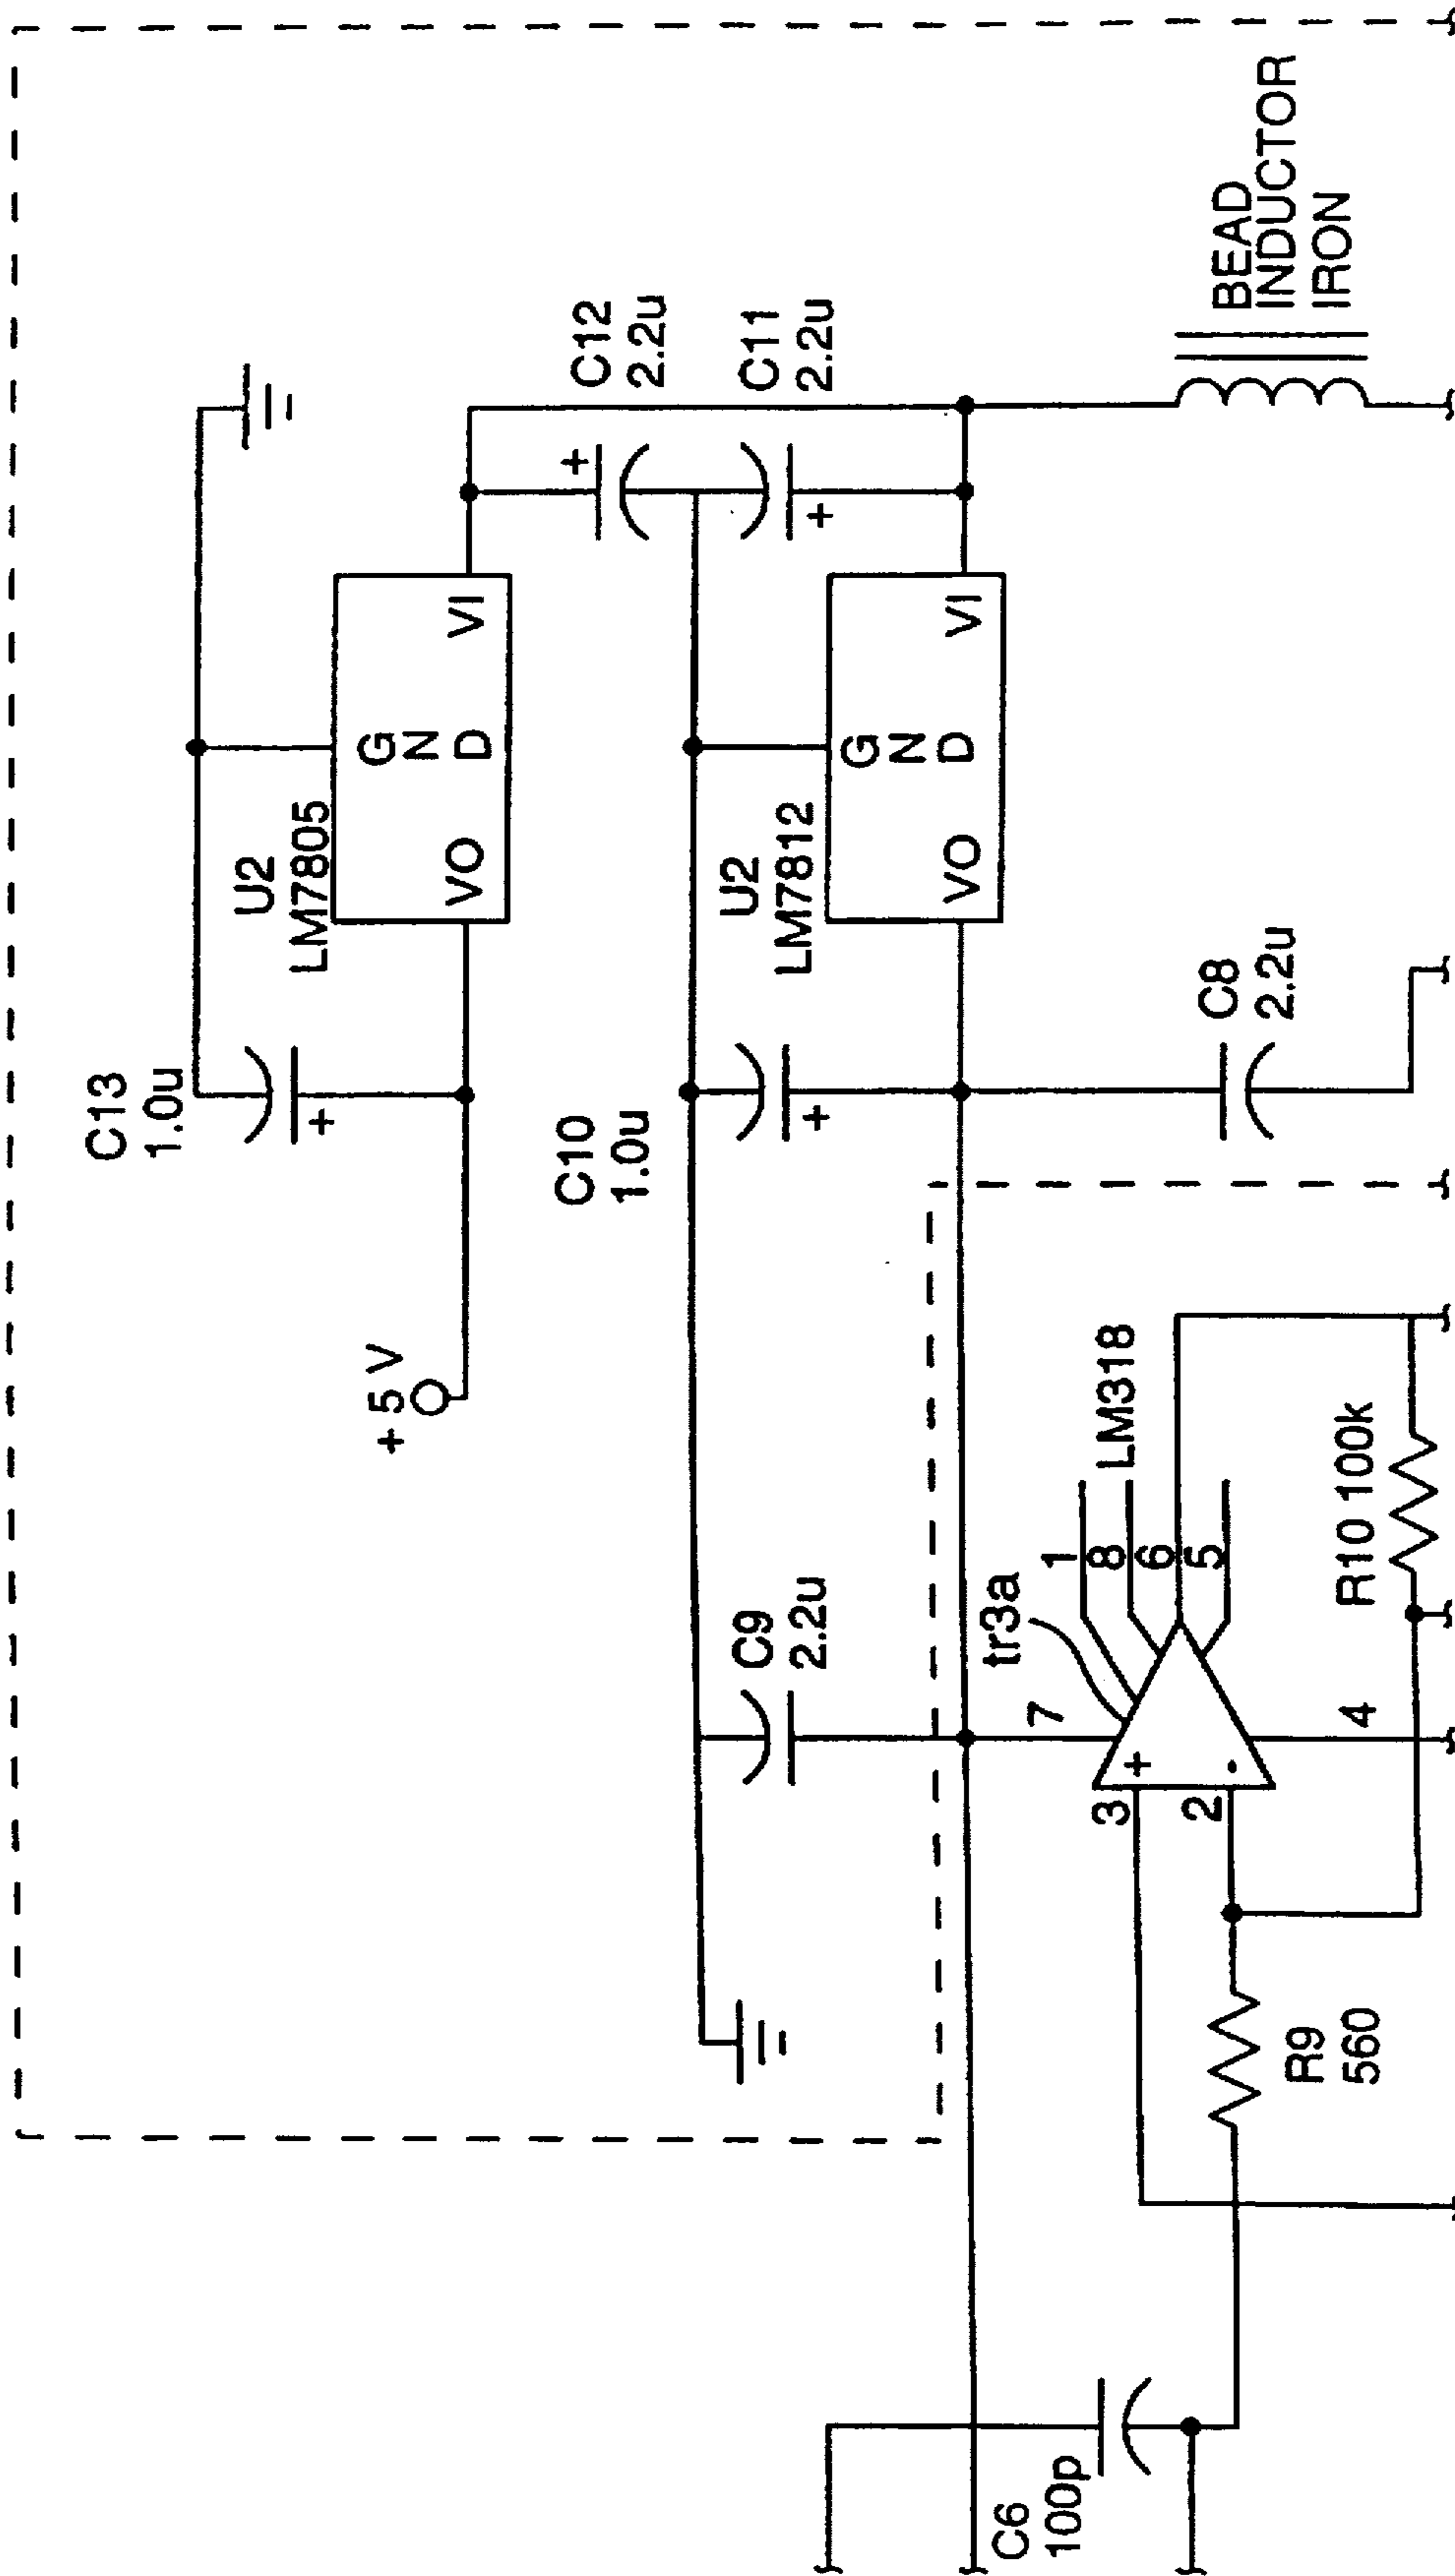 C13
1.0u
+ 5 V
U2
LM7805
G
N
D
VO
VI
+
C12
2.2u
+
C11
2.2u
+
C10
1.0u
+
U2
LM7812
G
N
D
VO
VI
C9
2.2u
C8
2.2u
BEAD
INDUCTOR
IRON
tr3a
LM318
7
1
8
6
5
3
+
2
-
4
R10 100k
R9
560
C6
100p